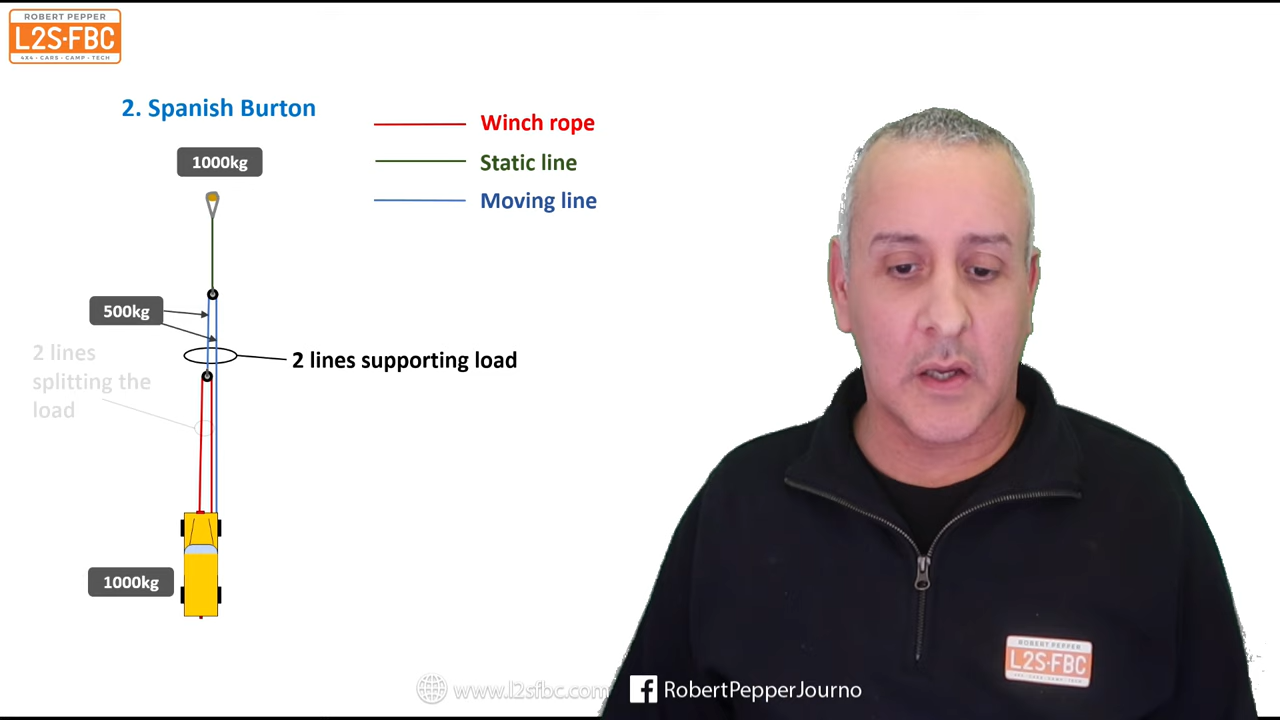 ROBERT PEPPER
L2S·FBC
4X4 · CARS · CAMP · TECH
2. Spanish Burton
Winch rope
1000kg
Static line
Moving line
500kg
2 lines
splitting the
load
2 lines supporting load
1000kg
ROBERT PEPPER
L2S·FBC
www.l2sfbc.com
RobertPepperJourno